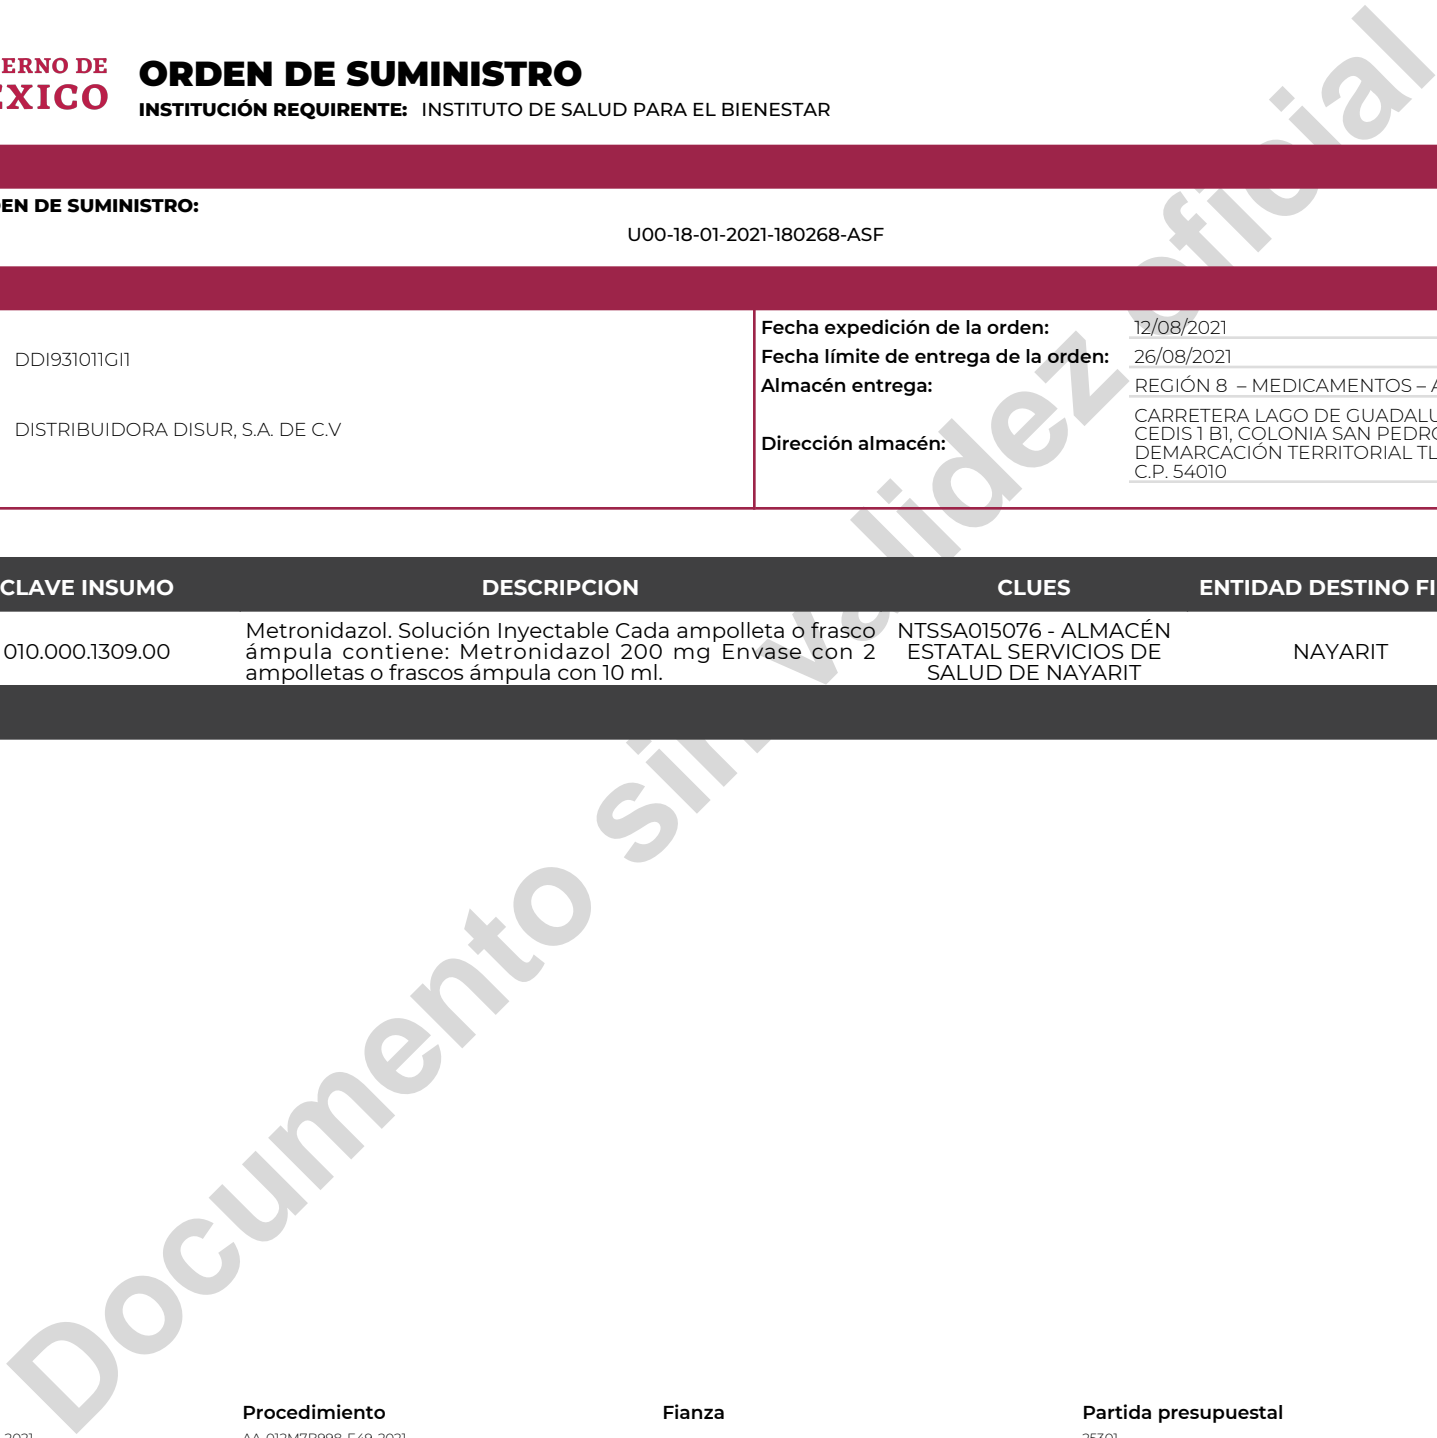 ERNO DE
ÉXICO
ORDEN DE SUMINISTRO
INSTITUCIÓN REQUIRENTE: INSTITUTO DE SALUD PARA EL BIENESTAR
EN DE SUMINISTRO:
U00-18-01-2021-180268-ASF
DDI931011GI1
DISTRIBUIDORA DISUR, S.A. DE C.V
Fecha expedición de la orden: 12/08/2021
Fecha límite de entrega de la orden: 26/08/2021
Almacén entrega: REGIÓN 8 – MEDICAMENTOS – A
Dirección almacén:
CARRETERA LAGO DE GUADALU
CEDIS 1 B1, COLONIA SAN PEDRO
DEMARCACIÓN TERRITORIAL TL
C.P. 54010
CLAVE INSUMO DESCRIPCION CLUES ENTIDAD DESTINO FI
010.000.1309.00
Metronidazol. Solución Inyectable Cada ampolleta o frasco
ámpula contiene: Metronidazol 200 mg Envase con 2
ampolletas o frascos ámpula con 10 ml.
NTSSA015076 - ALMACÉN
ESTATAL SERVICIOS DE
SALUD DE NAYARIT
NAYARIT
Documento sin validez oficial
Procedimiento Fianza Partida presupuestal